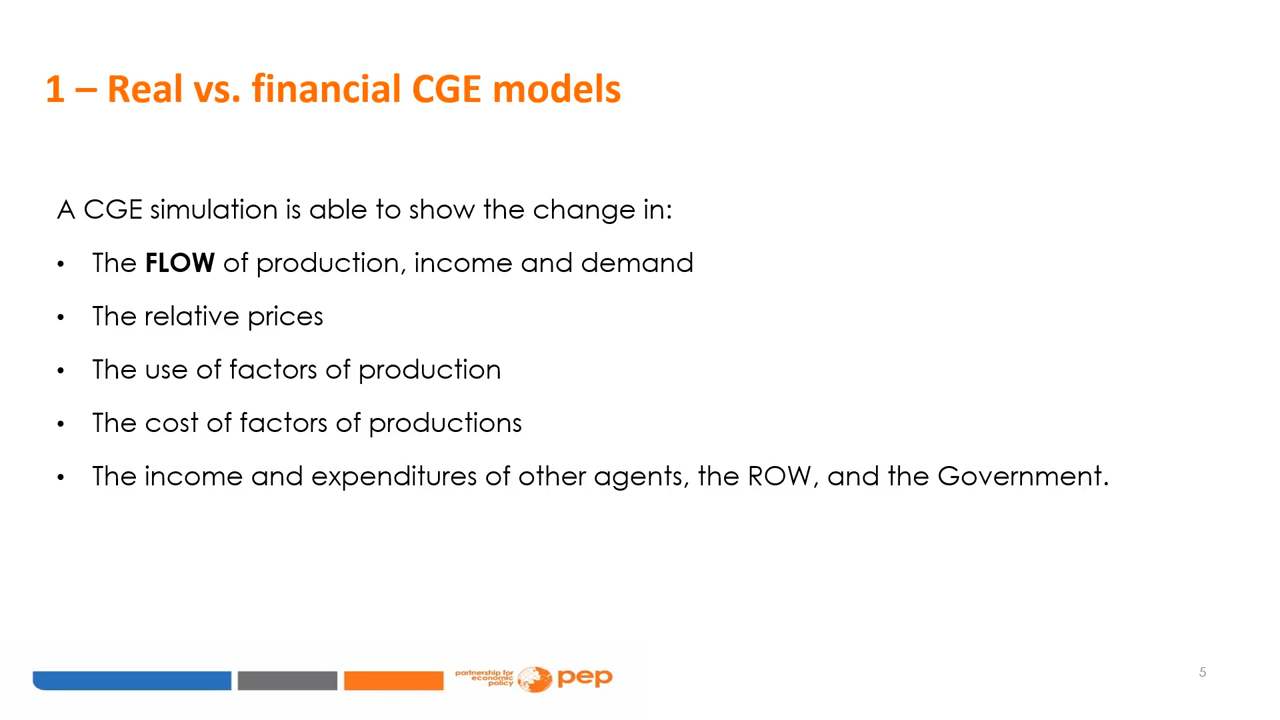 1 – Real vs. financial CGE models
A CGE simulation is able to show the change in:
• The FLOW of production, income and demand
• The relative prices
• The use of factors of production
• The cost of factors of productions
• The income and expenditures of other agents, the ROW, and the Government.
partnership for
economic
policy
pep
5